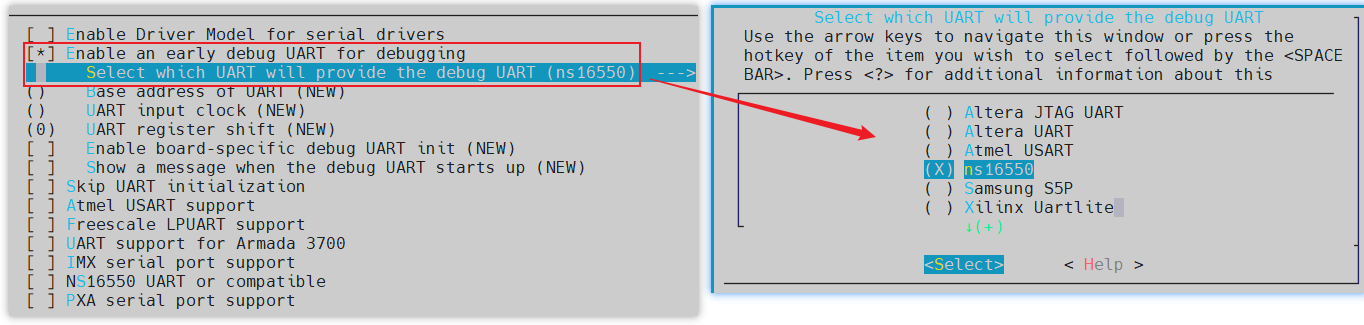 [ ] Enable Driver Model for serial drivers
[*] Enable an early debug UART for debugging
Select which UART will provide the debug UART (ns16550)  --->
() Base address of UART (NEW)
() UART input clock (NEW)
(0) UART register shift (NEW)
[ ] Enable board-specific debug UART init (NEW)
[ ] Show a message when the debug UART starts up (NEW)
[ ] Skip UART initialization
[ ] Atmel USART support
[ ] Freescale LPUART support
[ ] UART support for Armada 3700
[ ] IMX serial port support
[ ] NS16550 UART or compatible
[ ] PXA serial port support
Select which UART will provide the debug UART
Use the arrow keys to navigate this window or press the
hotkey of the item you wish to select followed by the <SPACE
BAR>. Press <?> for additional information about this
( ) Altera JTAG UART
( ) Altera UART
( ) Atmel USART
(X) ns16550
( ) Samsung S5P
( ) Xilinx Uartlite
↓(+)
<Select> < Help >